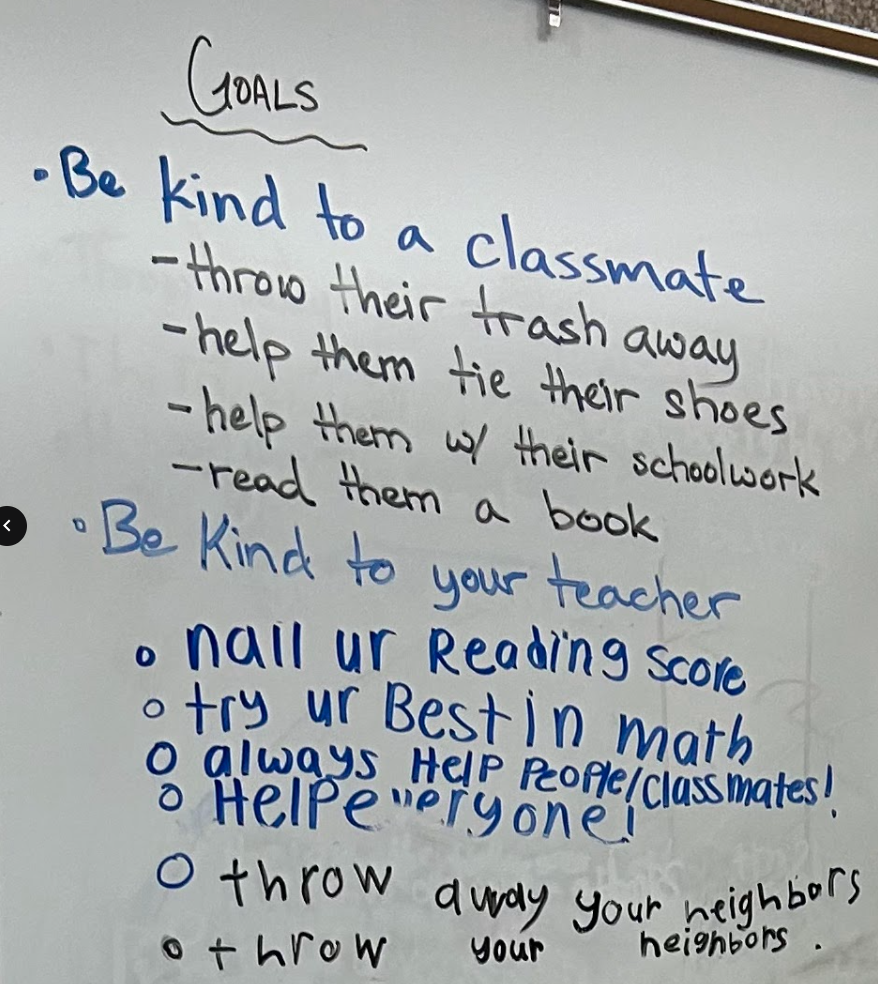 GOALS
• Be kind to a classmate
- throw their trash away
- help them tie their shoes
- help them w/ their schoolwork
- read them a book
• Be Kind to your teacher
o nail ur Reading Score
o try ur Best in math
o always HelP PeoPle/Classmates!
o HelP everyone!
o throw away your neighbors
o throw your neighbors.